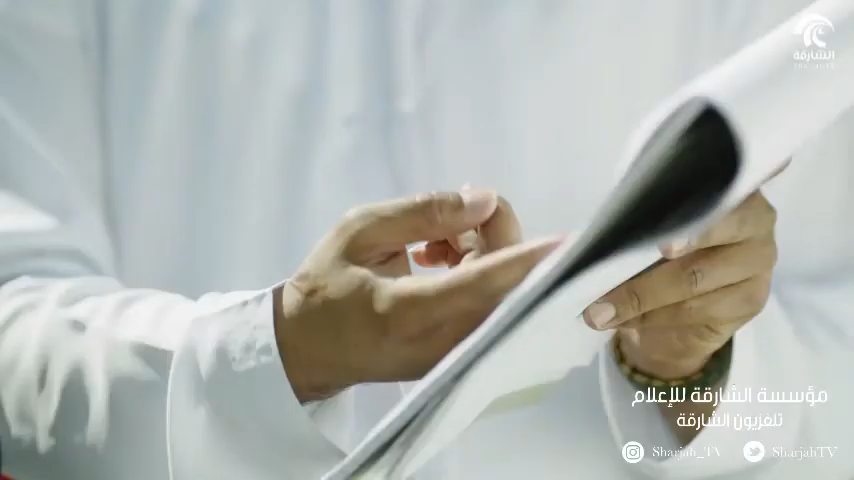 الشارقة
مؤسسة الشارقة للإعلام
تلفزيون الشارقة
Sharjah_TV SharjahTV